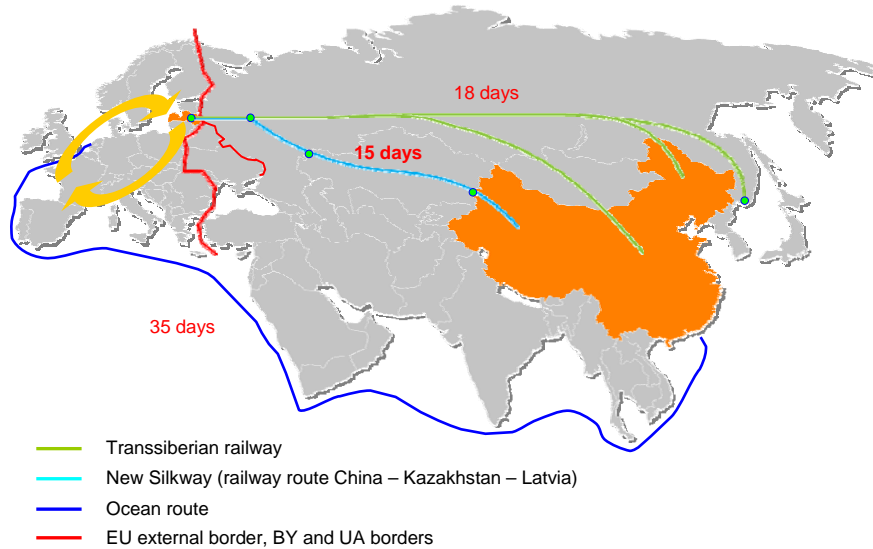 18 days
15 days
35 days
Transsiberian railway
New Silkway (railway route China – Kazakhstan – Latvia)
Ocean route
EU external border, BY and UA borders